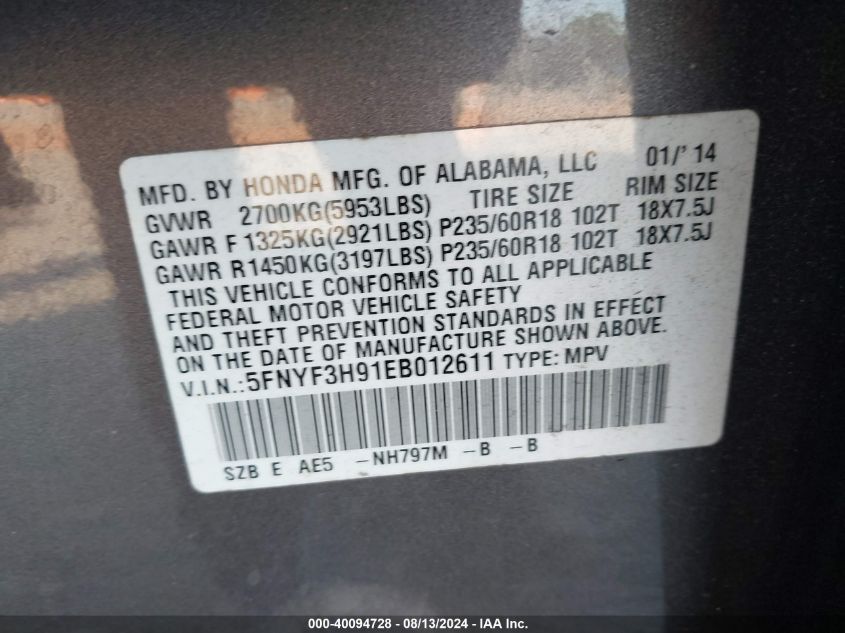 MFD. BY HONDA MFG. OF ALABAMA, LLC 01/'14
GVWR 2700KG(5953LBS) TIRE SIZE RIM SIZE
GAWR F 1325KG(2921LBS) P235/60R18 102T 18X7.5J
GAWR R1450KG(3197LBS) P235/60R18 102T 18X7.5J
THIS VEHICLE CONFORMS TO ALL APPLICABLE
FEDERAL MOTOR VEHICLE SAFETY
AND THEFT PREVENTION STANDARDS IN EFFECT
ON THE DATE OF MANUFACTURE SHOWN ABOVE.
V.I.N.:5FNYF3H91EB012611 TYPE: MPV
SZB E AE5 -NH797M -B -B
000-40094728 - 08/13/2024 - IAA Inc.